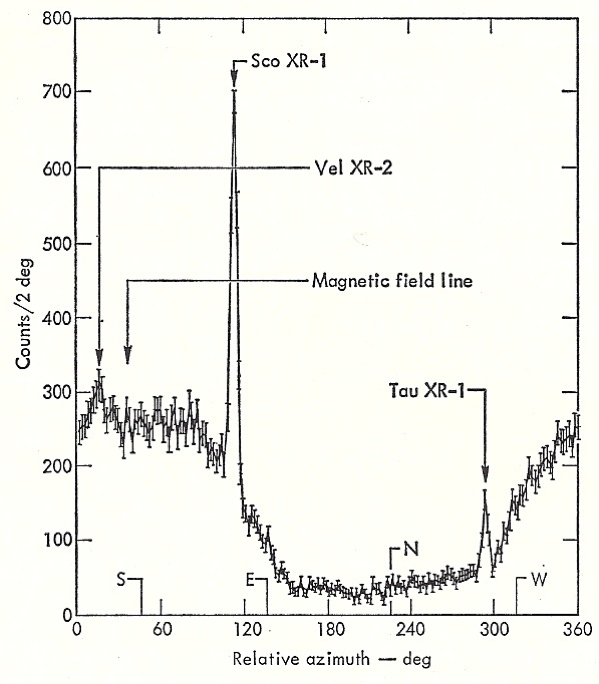 800
700
600
500
400
300
200
100
0
Counts/2 deg
Sco XR-1
Vel XR-2
Magnetic field line
Tau XR-1
S
E
N
W
0 60 120 180 240 300 360
Relative azimuth — deg